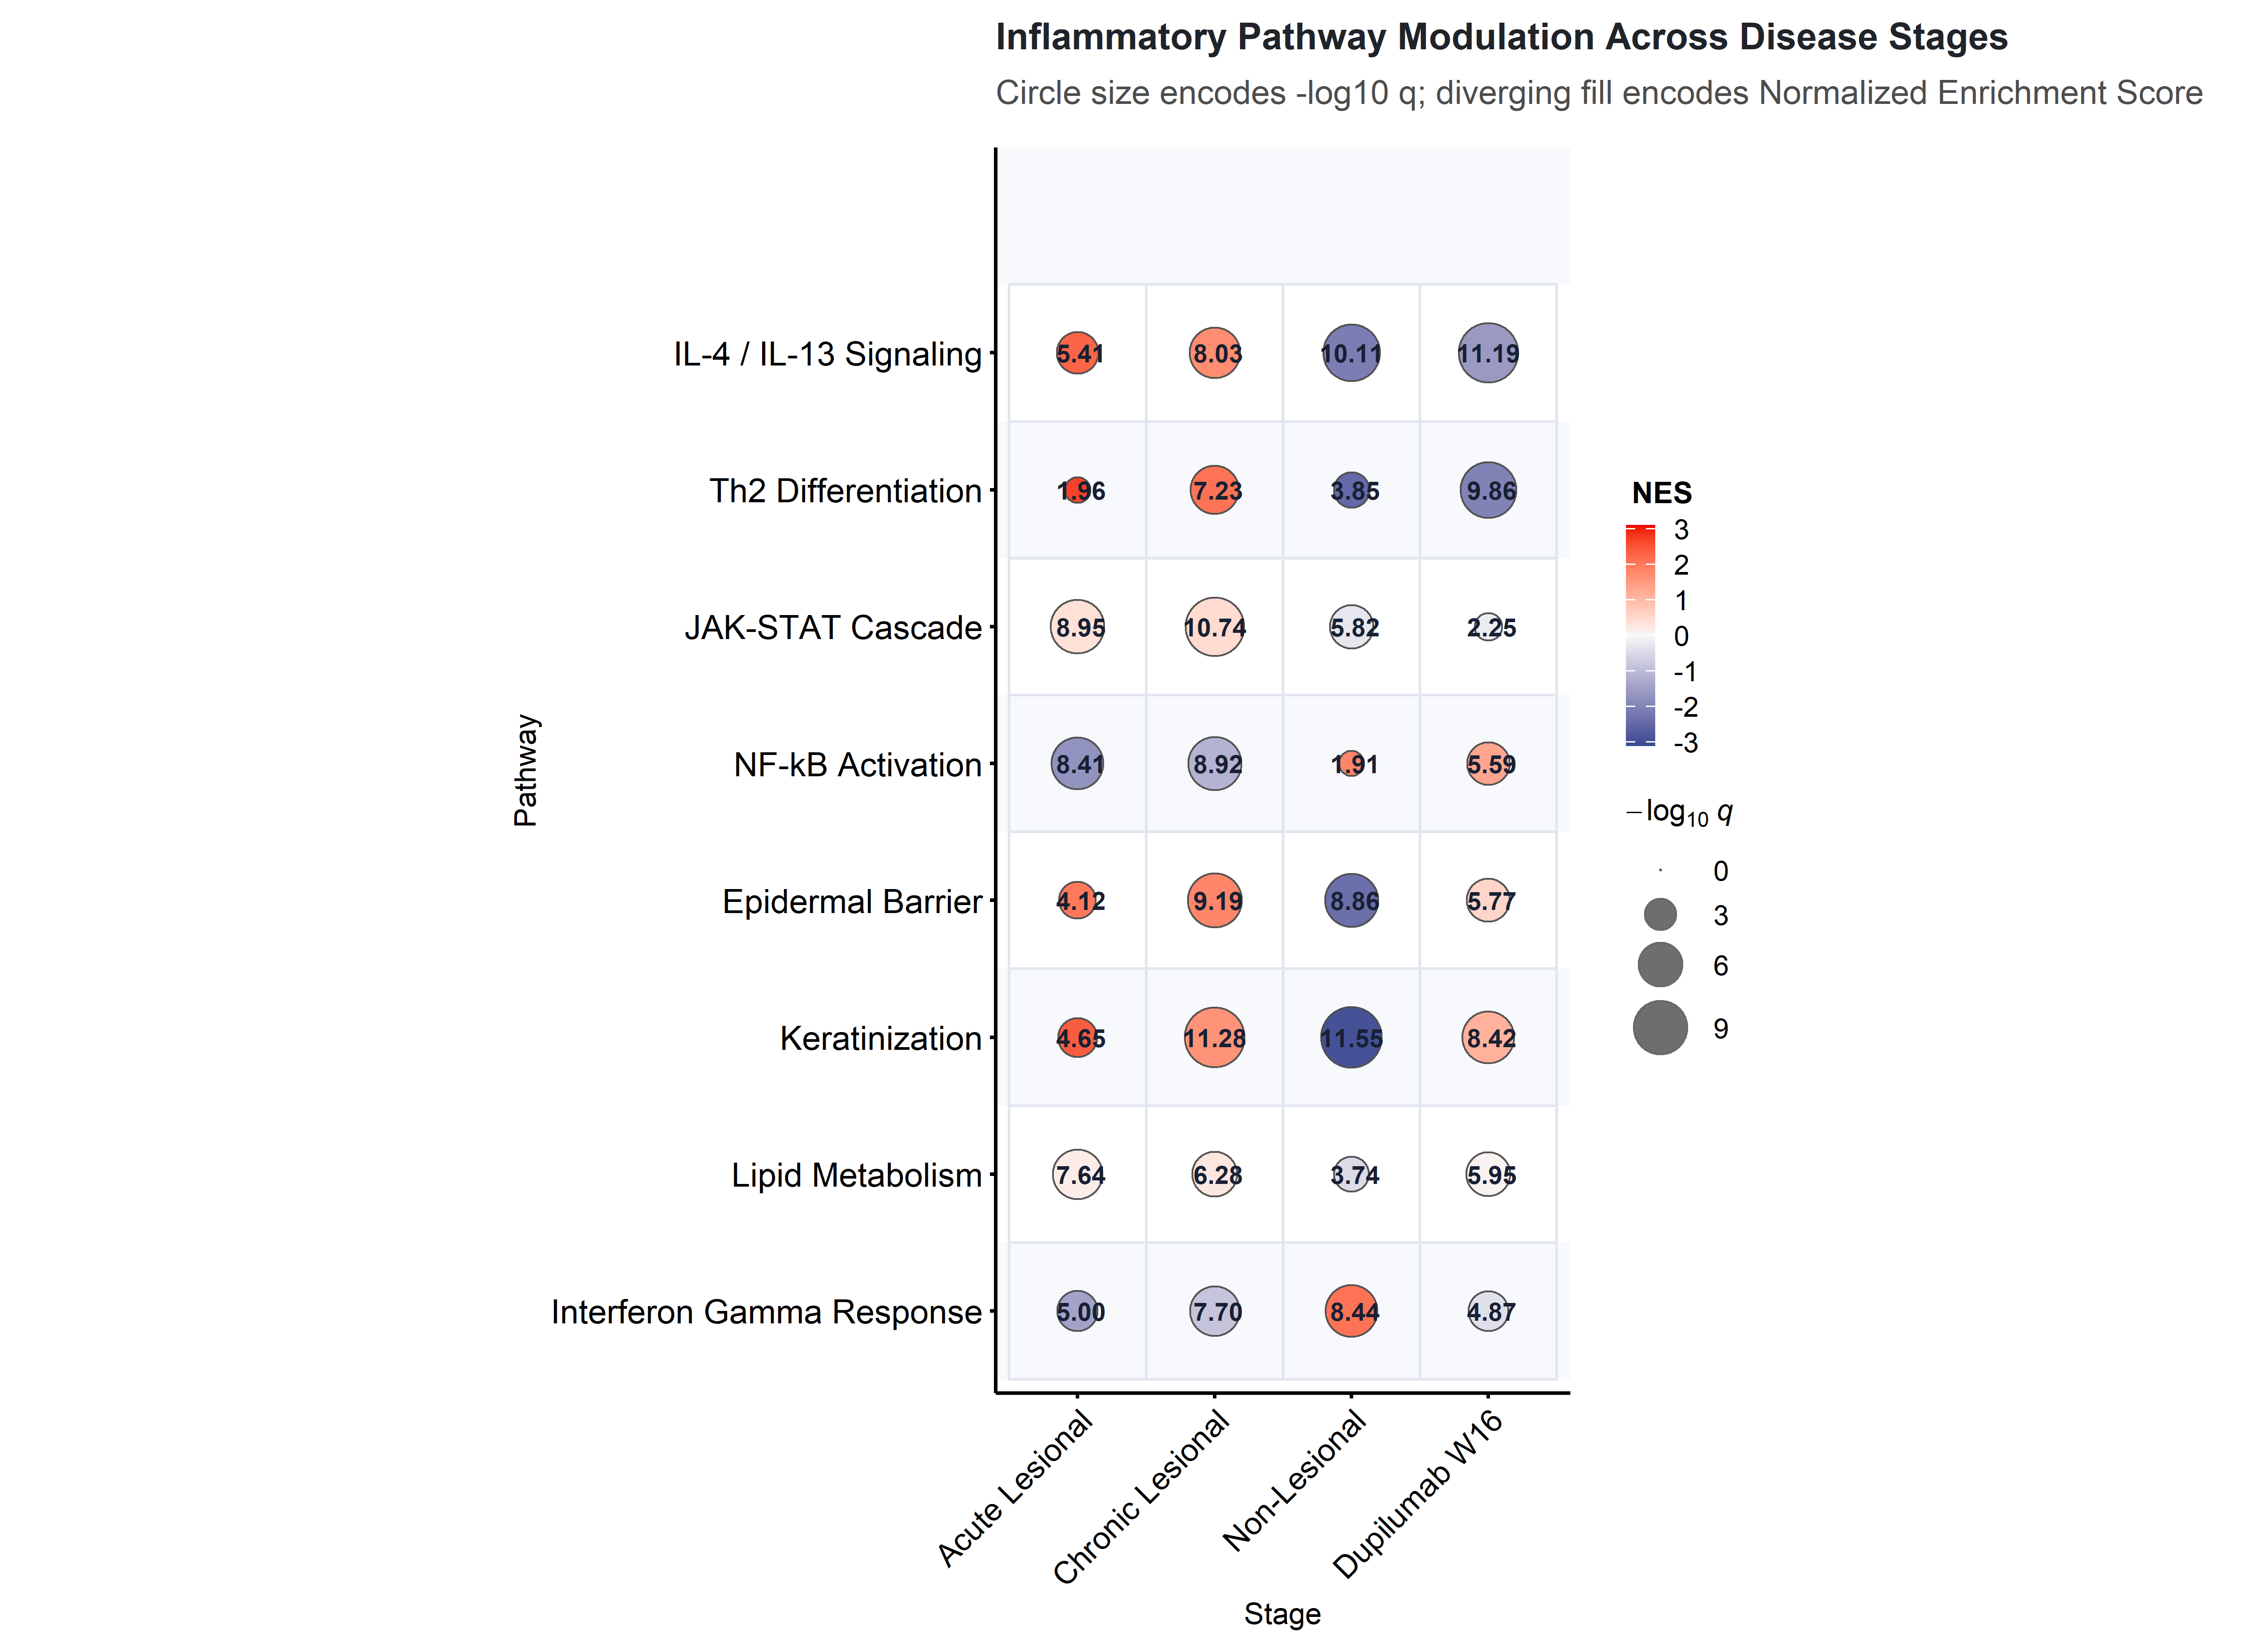 Inflammatory Pathway Modulation Across Disease Stages
Circle size encodes -log10 q; diverging fill encodes Normalized Enrichment Score
Pathway
IL-4 / IL-13 Signaling 5.41 8.03 10.11 11.19
Th2 Differentiation 1.96 7.23 3.85 9.86
JAK-STAT Cascade 8.95 10.74 5.82 2.25
NF-kB Activation 8.41 8.92 1.91 5.59
Epidermal Barrier 4.12 9.19 8.86 5.77
Keratinization 4.65 11.28 11.55 8.42
Lipid Metabolism 7.64 6.28 3.74 5.95
Interferon Gamma Response 5.00 7.70 8.44 4.87
Acute Lesional
Chronic Lesional
Non-Lesional
Dupilumab W16
Stage
NES
3
2
1
0
-1
-2
-3
−log₁₀ q
0
3
6
9